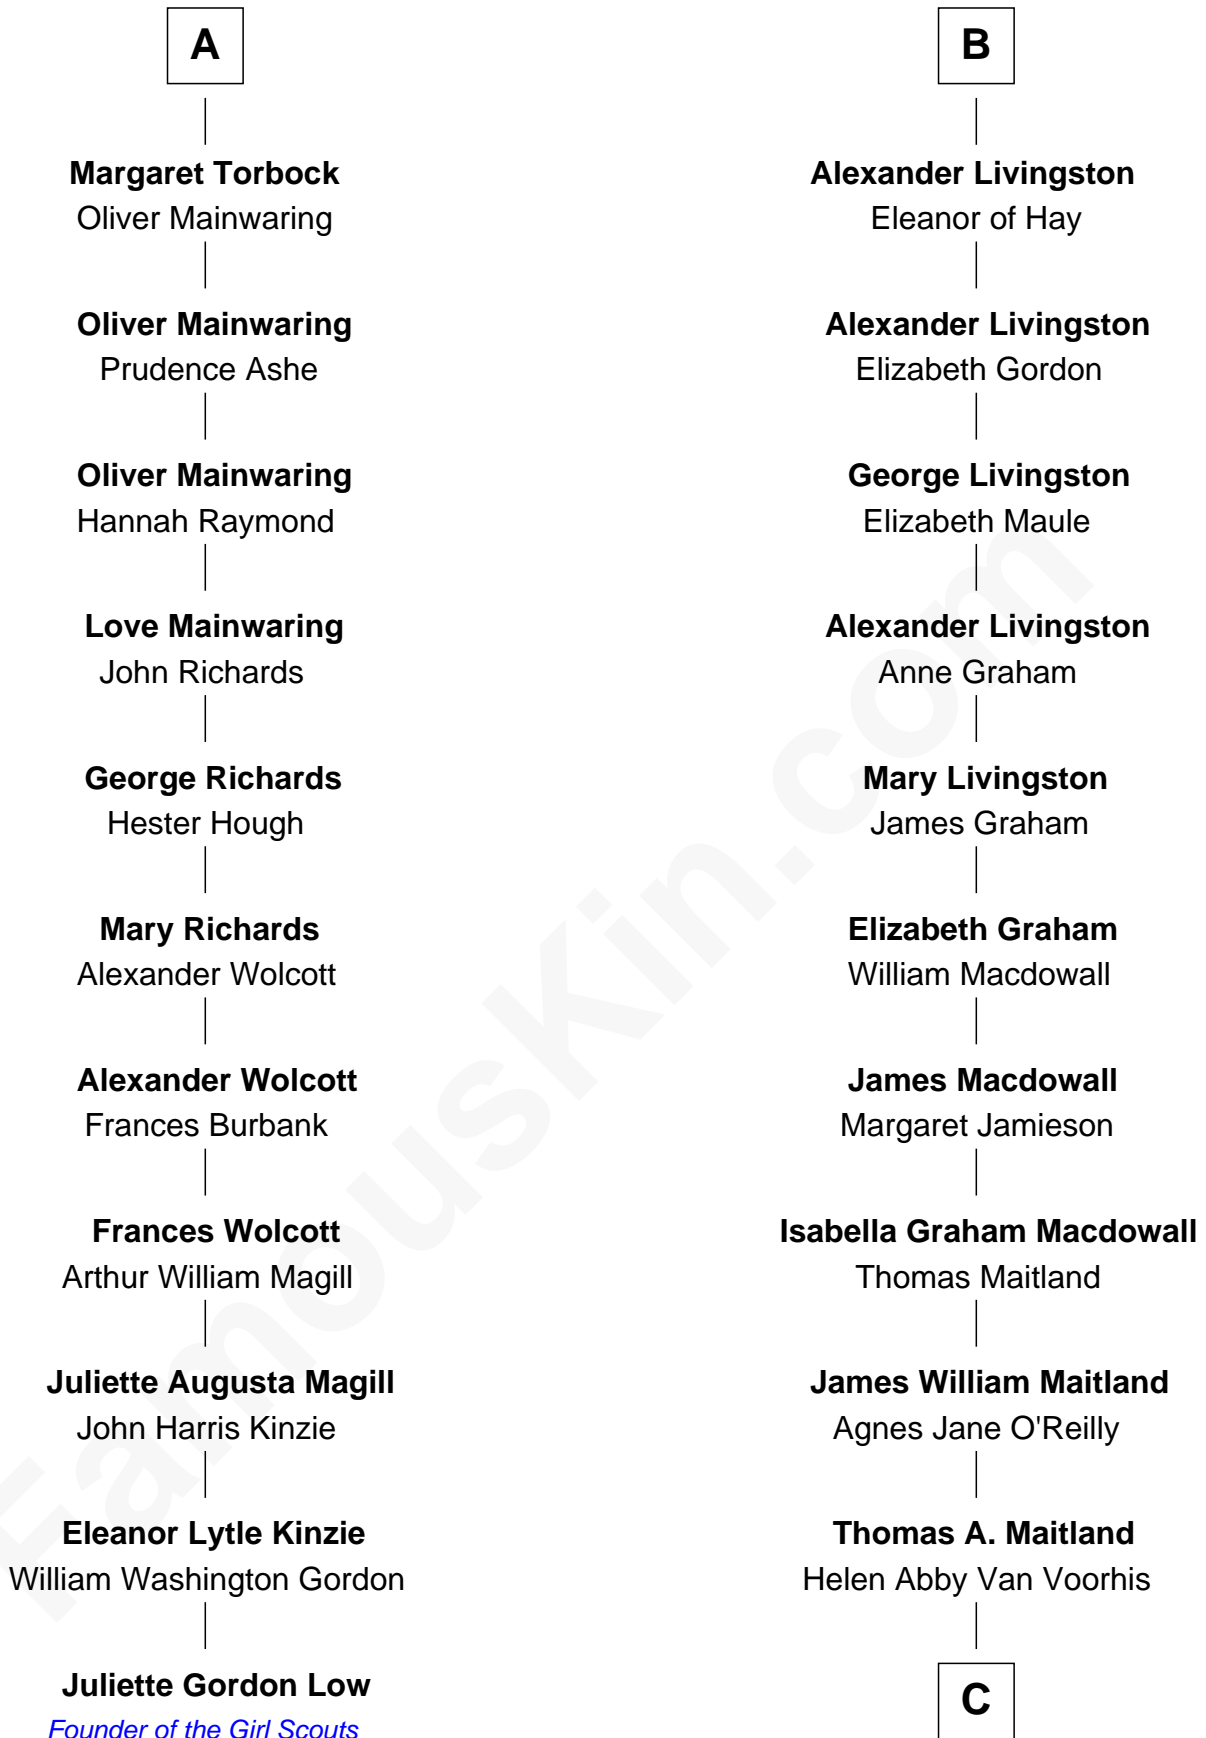 A
Margaret Torbock
Oliver Mainwaring
Oliver Mainwaring
Prudence Ashe
Oliver Mainwaring
Hannah Raymond
Love Mainwaring
John Richards
George Richards
Hester Hough
Mary Richards
Alexander Wolcott
Alexander Wolcott
Frances Burbank
Frances Wolcott
Arthur William Magill
Juliette Augusta Magill
John Harris Kinzie
Eleanor Lytle Kinzie
William Washington Gordon
Juliette Gordon Low
Founder of the Girl Scouts
B
Alexander Livingston
Eleanor of Hay
Alexander Livingston
Elizabeth Gordon
George Livingston
Elizabeth Maule
Alexander Livingston
Anne Graham
Mary Livingston
James Graham
Elizabeth Graham
William Macdowall
James Macdowall
Margaret Jamieson
Isabella Graham Macdowall
Thomas Maitland
James William Maitland
Agnes Jane O'Reilly
Thomas A. Maitland
Helen Abby Van Voorhis
C
FamousKin.com